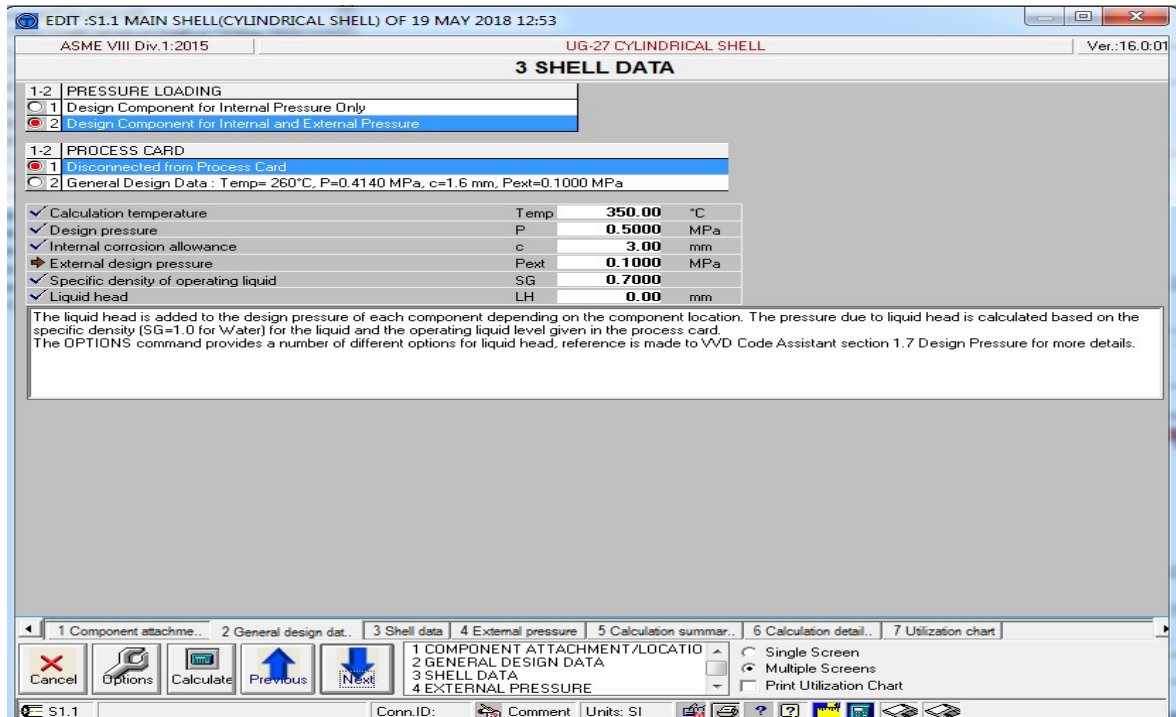 EDIT :S1.1 MAIN SHELL(CYLINDRICAL SHELL) OF 19 MAY 2018 12:53
ASME VIII Div.1:2015 UG-27 CYLINDRICAL SHELL Ver.:16.0:01
3 SHELL DATA
1-2 PRESSURE LOADING
1 Design Component for Internal Pressure Only
2 Design Component for Internal and External Pressure
1-2 PROCESS CARD
1 Disconnected from Process Card
2 General Design Data : Temp= 260°C, P=0.4140 MPa, c=1.6 mm, Pext=0.1000 MPa
Calculation temperature Temp 350.00 °C
Design pressure P 0.5000 MPa
Internal corrosion allowance c 3.00 mm
External design pressure Pext 0.1000 MPa
Specific density of operating liquid SG 0.7000
Liquid head LH 0.00 mm
The liquid head is added to the design pressure of each component depending on the component location. The pressure due to liquid head is calculated based on the
specific density (SG=1.0 for Water) for the liquid and the operating liquid level given in the process card.
The OPTIONS command provides a number of different options for liquid head, reference is made to VVD Code Assistant section 1.7 Design Pressure for more details.
1 Component attachme.. 2 General design dat.. 3 Shell data 4 External pressure 5 Calculation summar.. 6 Calculation detail.. 7 Utilization chart
Cancel Options Calculate Previous Next
1 COMPONENT ATTACHMENT/LOCATIO
2 GENERAL DESIGN DATA
3 SHELL DATA
4 EXTERNAL PRESSURE
Single Screen
Multiple Screens
Print Utilization Chart
S1.1 Conn.ID: Comment Units: SI